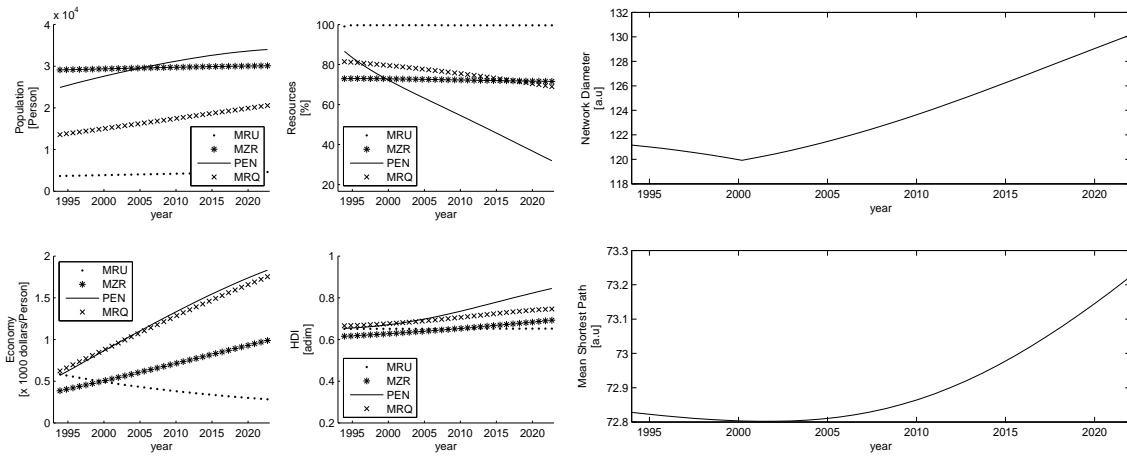 x 10⁴
4
3
2
1
0
Population
[Person]
MRU
MZR
PEN
MRQ
1995 2000 2005 2010 2015 2020
year
100
80
60
40
20
Resources
[%]
MRU
MZR
PEN
MRQ
1995 2000 2005 2010 2015 2020
year
132
130
128
126
124
122
120
118
Network Diameter
[a.u]
1995 2000 2005 2010 2015 2020
year
2
1.5
1
0.5
0
Economy
[x 1000 dollars/Person]
MRU
MZR
PEN
MRQ
1995 2000 2005 2010 2015 2020
year
1
0.8
0.6
0.4
0.2
HDI
[adim]
MRU
MZR
PEN
MRQ
1995 2000 2005 2010 2015 2020
year
73.3
73.2
73.1
73
72.9
72.8
Mean Shortest Path
[a.u]
1995 2000 2005 2010 2015 2020
year